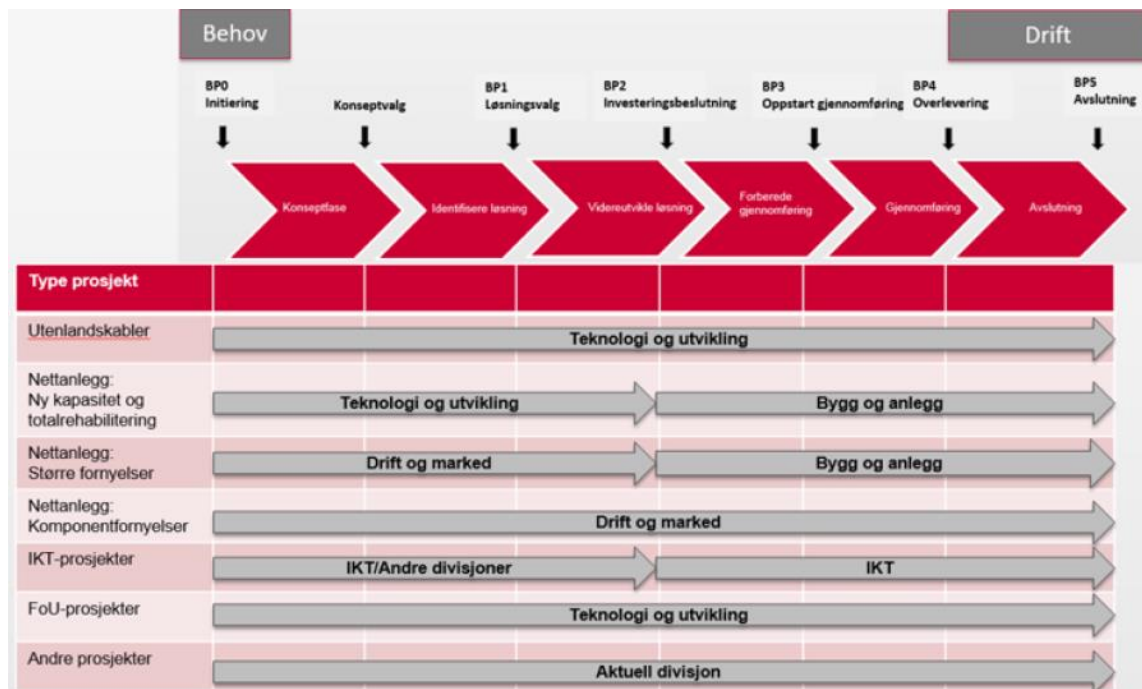 Behov
Drift
BP0
Initiering
Konseptvalg
BP1
Løsningsvalg
BP2
Investeringsbeslutning
BP3
Oppstart gjennomføring
BP4
Overlevering
BP5
Avslutning
Konseptfase
Identifisere løsning
Videreutvikle løsning
Forberede
gjennomføring
Gjennomføring
Avslutning
Type prosjekt
Utenlandskabler
Teknologi og utvikling
Nettanlegg:
Ny kapasitet og
totalrehabilitering
Teknologi og utvikling
Bygg og anlegg
Nettanlegg:
Større fornyelser
Drift og marked
Bygg og anlegg
Nettanlegg:
Komponentfornyelser
Drift og marked
IKT-prosjekter
IKT/Andre divisjoner
IKT
FoU-prosjekter
Teknologi og utvikling
Andre prosjekter
Aktuell divisjon